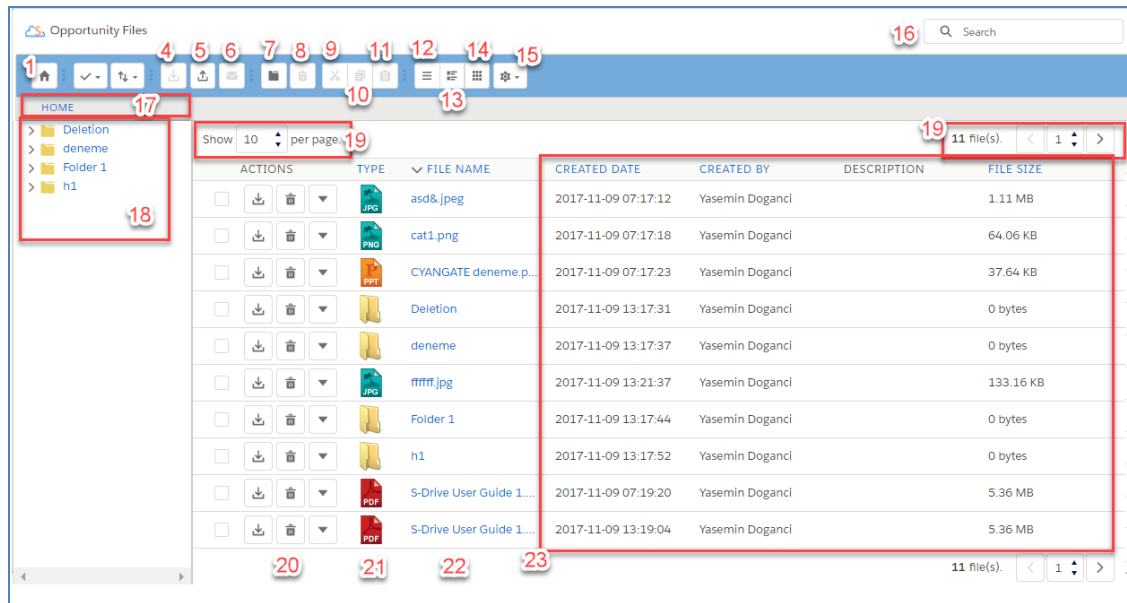 Opportunity Files
16 Search
4 5 6 7 8 9 11 12 14 15
1
10 13
HOME 17
Deletion
deneme
Folder 1
h1
18
Show 10 per page. 19
19 11 file(s). 1
ACTIONS TYPE FILE NAME CREATED DATE CREATED BY DESCRIPTION FILE SIZE
JPG asd&.jpeg 2017-11-09 07:17:12 Yasemin Doganci 1.11 MB
PNG cat1.png 2017-11-09 07:17:18 Yasemin Doganci 64.06 KB
P PPT CYANGATE deneme.p... 2017-11-09 07:17:23 Yasemin Doganci 37.64 KB
Deletion 2017-11-09 13:17:31 Yasemin Doganci 0 bytes
deneme 2017-11-09 13:17:37 Yasemin Doganci 0 bytes
JPG ffffff.jpg 2017-11-09 13:21:37 Yasemin Doganci 133.16 KB
Folder 1 2017-11-09 13:17:44 Yasemin Doganci 0 bytes
h1 2017-11-09 13:17:52 Yasemin Doganci 0 bytes
PDF S-Drive User Guide 1.... 2017-11-09 07:19:20 Yasemin Doganci 5.36 MB
PDF S-Drive User Guide 1.... 2017-11-09 13:19:04 Yasemin Doganci 5.36 MB
20 21 22 23
11 file(s). 1